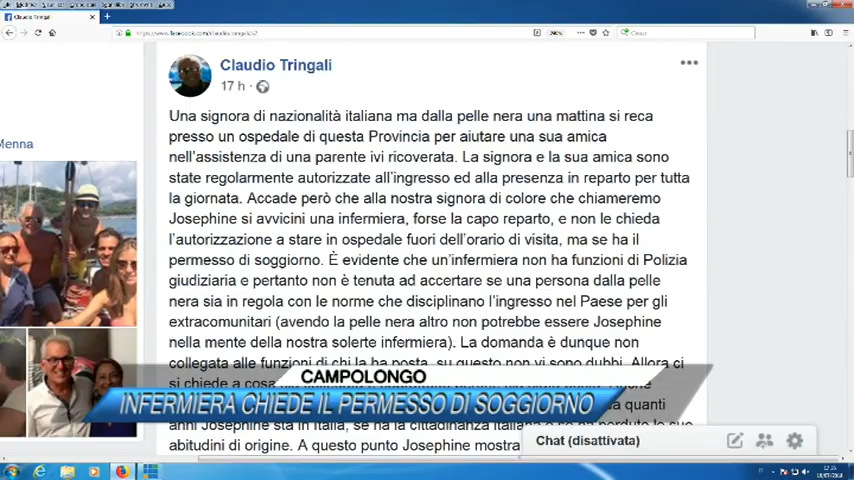 Claudio Tringali
Cerca
Claudio Tringali
17 h
Una signora di nazionalità italiana ma dalla pelle nera una mattina si reca
presso un ospedale di questa Provincia per aiutare una sua amica
nell'assistenza di una parente ivi ricoverata. La signora e la sua amica sono
state regolarmente autorizzate all'ingresso ed alla presenza in reparto per tutta
la giornata. Accade però che alla nostra signora di colore che chiameremo
Josephine si avvicini una infermiera, forse la capo reparto, e non le chieda
l'autorizzazione a stare in ospedale fuori dell'orario di visita, ma se ha il
permesso di soggiorno. È evidente che un'infermiera non ha funzioni di Polizia
giudiziaria e pertanto non è tenuta ad accertare se una persona dalla pelle
nera sia in regola con le norme che disciplinano l'ingresso nel Paese per gli
extracomunitari (avendo la pelle nera altro non potrebbe essere Josephine
nella mente della nostra solerte infermiera). La domanda è dunque non
collegata alle funzioni di chi la ha posta, su questo non vi sono dubbi. Allora ci
si chiede a cosa
a quanti
anni Josephine sta in Italia, se ha la cittadinanza italiana
abitudini di origine. A questo punto Josephine mostra
Menna
CAMPOLONGO
INFERMIERA CHIEDE IL PERMESSO DI SOGGIORNO
Chat (disattivata)